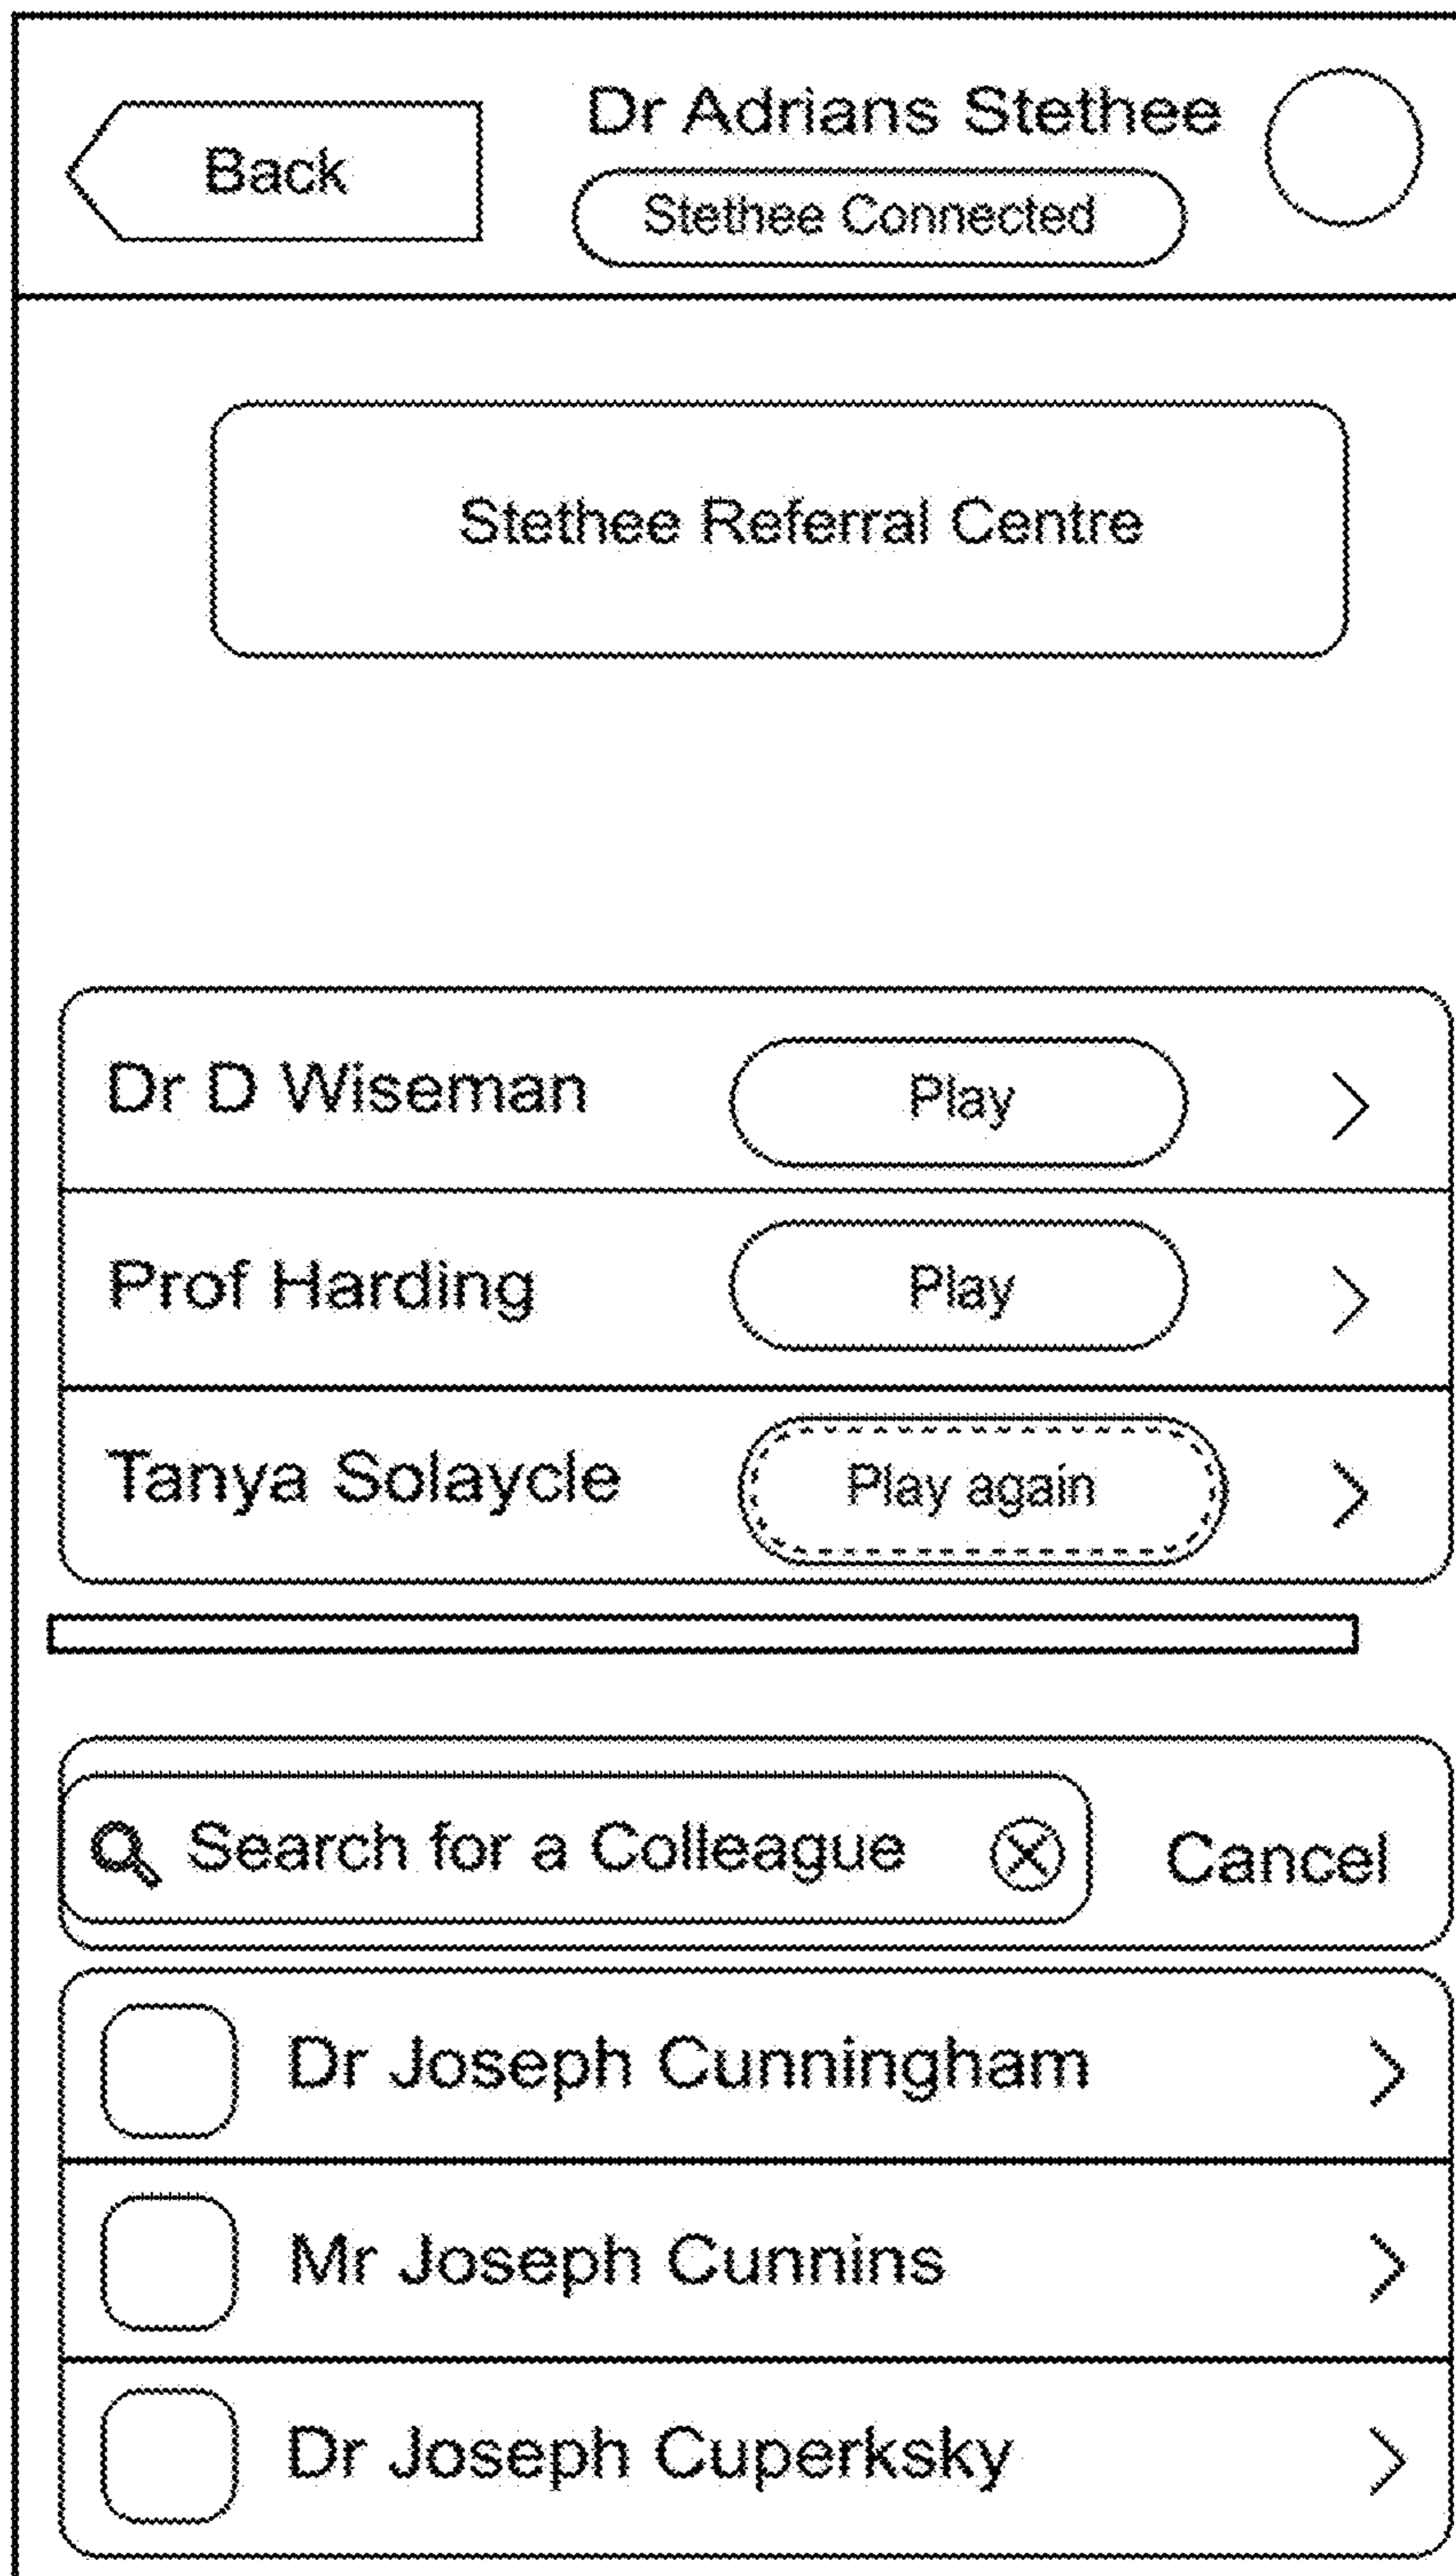 Back
Dr Adrians Stethee
Stethee Connected
Stethee Referral Centre
Dr D Wiseman Play
Prof Harding Play
Tanya Solaycle Play again
Search for a Colleague Cancel
Dr Joseph Cunningham
Mr Joseph Cunnins
Dr Joseph Cuperksky